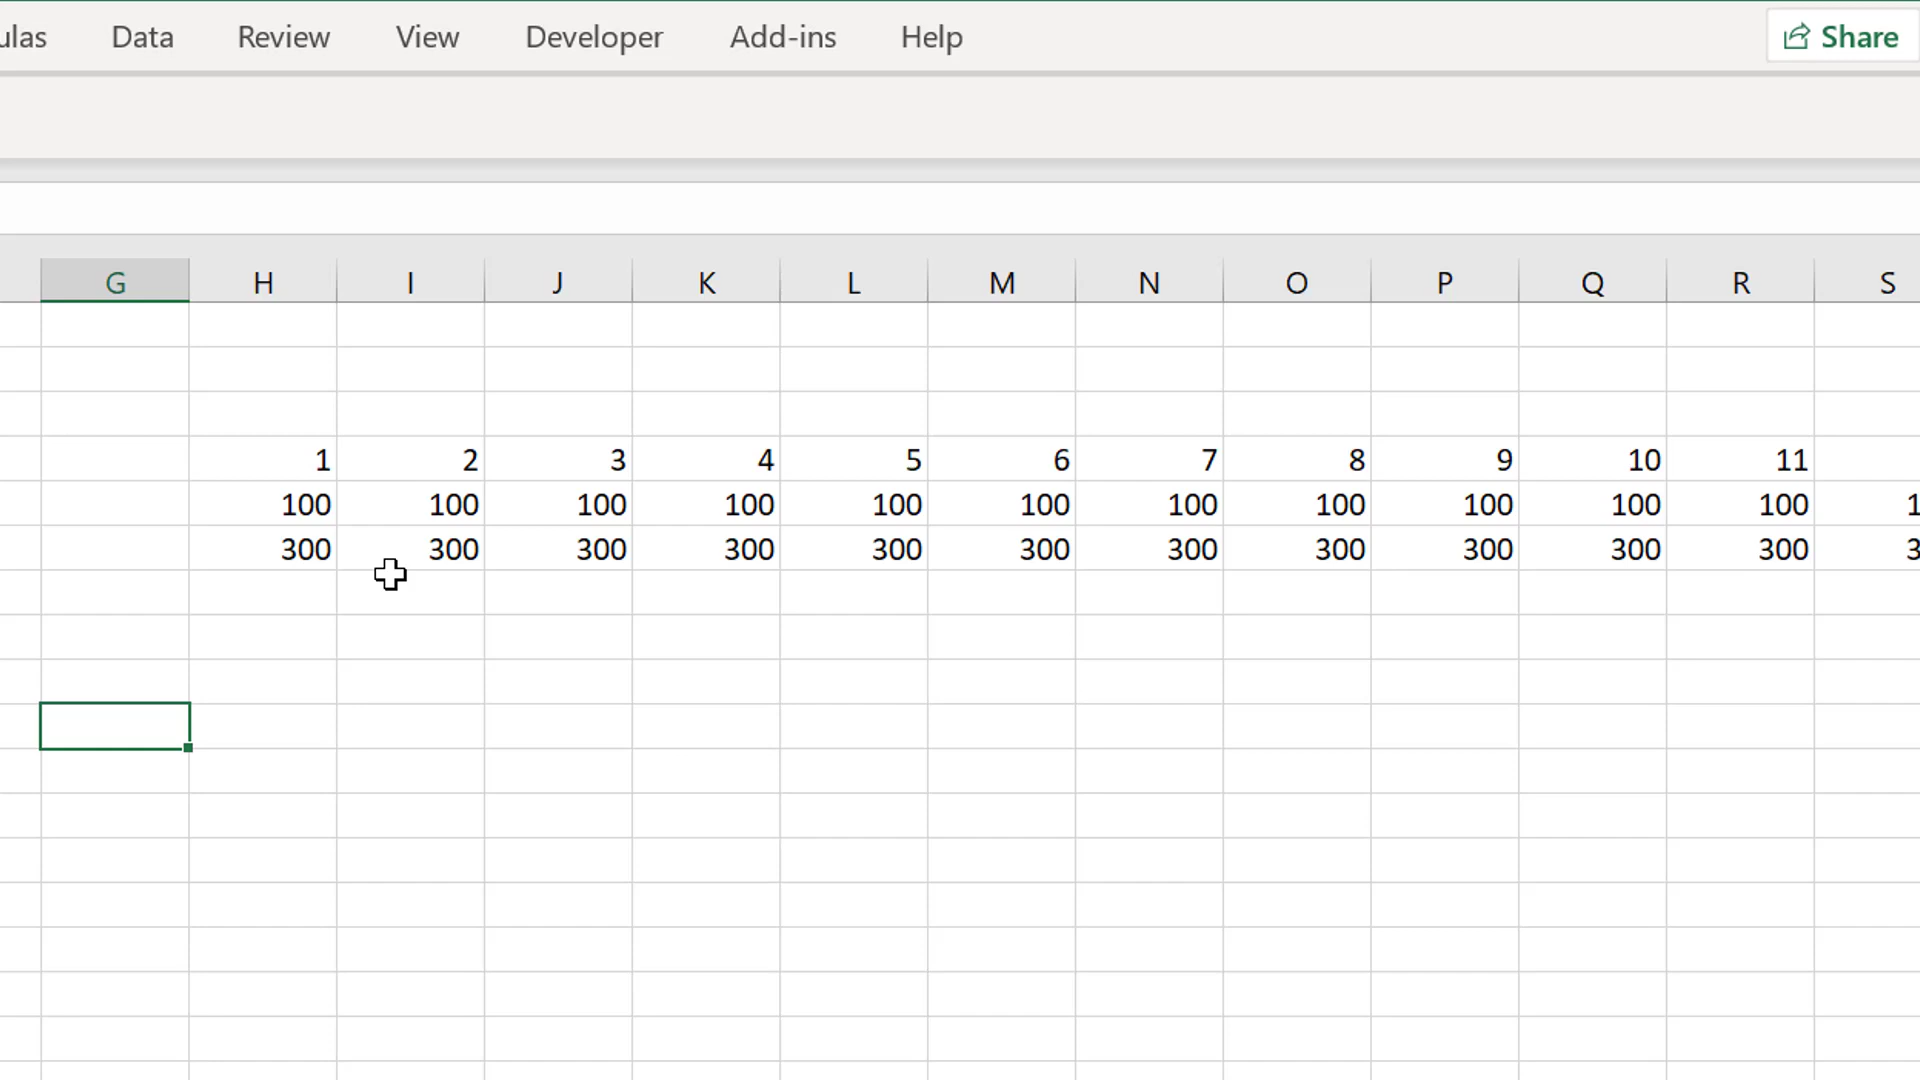 ulas Data Review View Developer Add-ins Help Share
G H I J K L M N O P Q R S
1 2 3 4 5 6 7 8 9 10 11
100 100 100 100 100 100 100 100 100 100 100 1
300 300 300 300 300 300 300 300 300 300 300 3